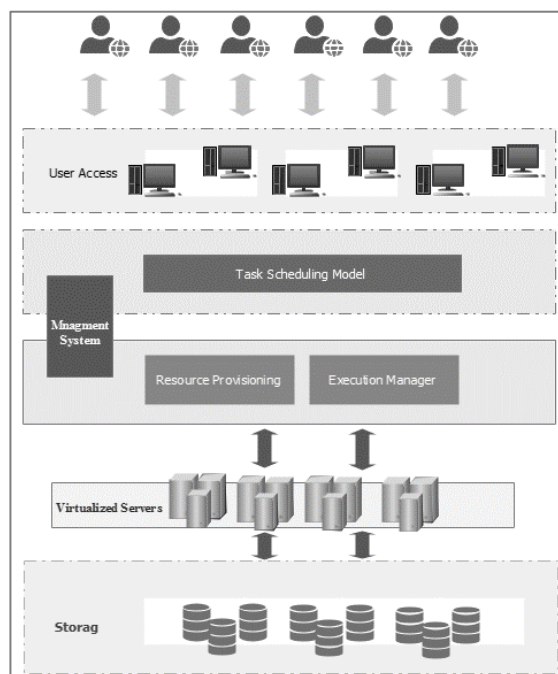 User Access
Task Scheduling Model
Mnagment
System
Resource Provisioning
Execution Manager
Virtualized Servers
Storag